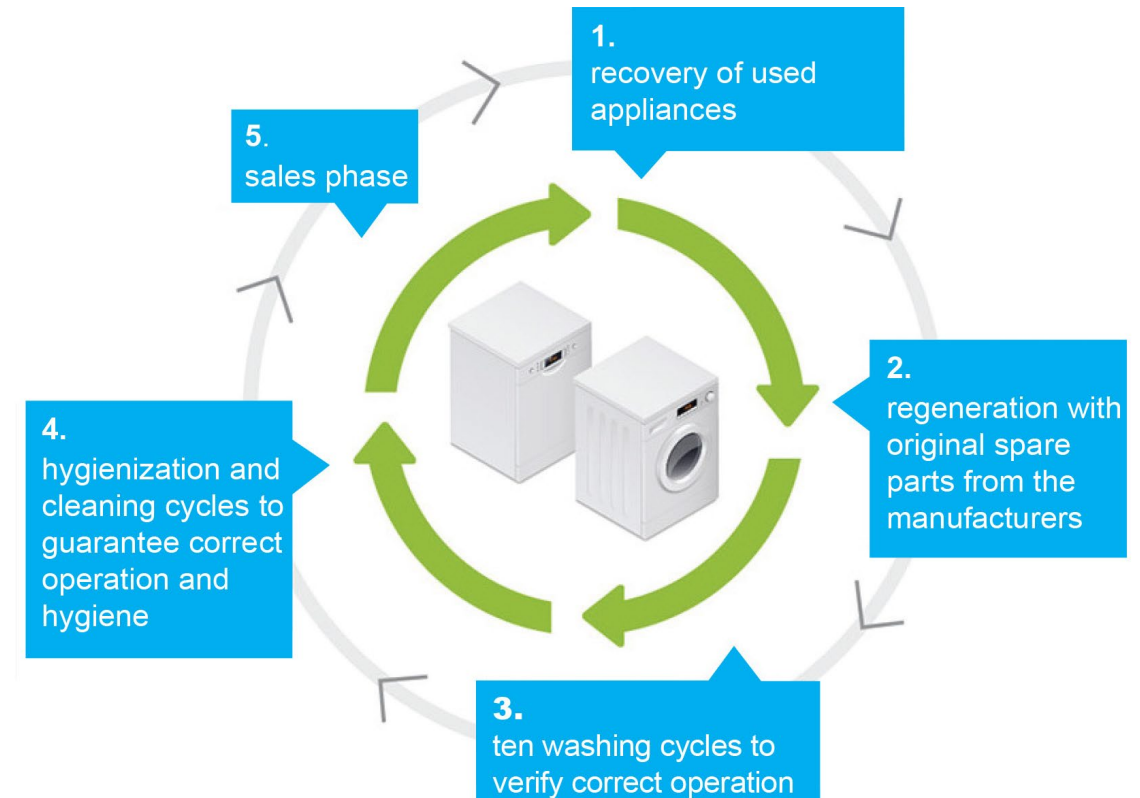 1.
recovery of used
appliances
2.
regeneration with
original spare
parts from the
manufacturers
3.
ten washing cycles to
verify correct operation
4.
hygienization and
cleaning cycles to
guarantee correct
operation and
hygiene
5.
sales phase